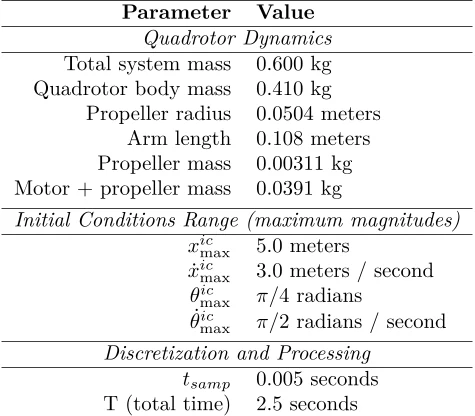 Parameter Value
Quadrotor Dynamics
Total system mass 0.600 kg
Quadrotor body mass 0.410 kg
Propeller radius 0.0504 meters
Arm length 0.108 meters
Propeller mass 0.00311 kg
Motor + propeller mass 0.0391 kg
Initial Conditions Range (maximum magnitudes)
x^{ic}_{max} 5.0 meters
ẋ^{ic}_{max} 3.0 meters / second
θ^{ic}_{max} π/4 radians
θ̇^{ic}_{max} π/2 radians / second
Discretization and Processing
t_{samp} 0.005 seconds
T (total time) 2.5 seconds